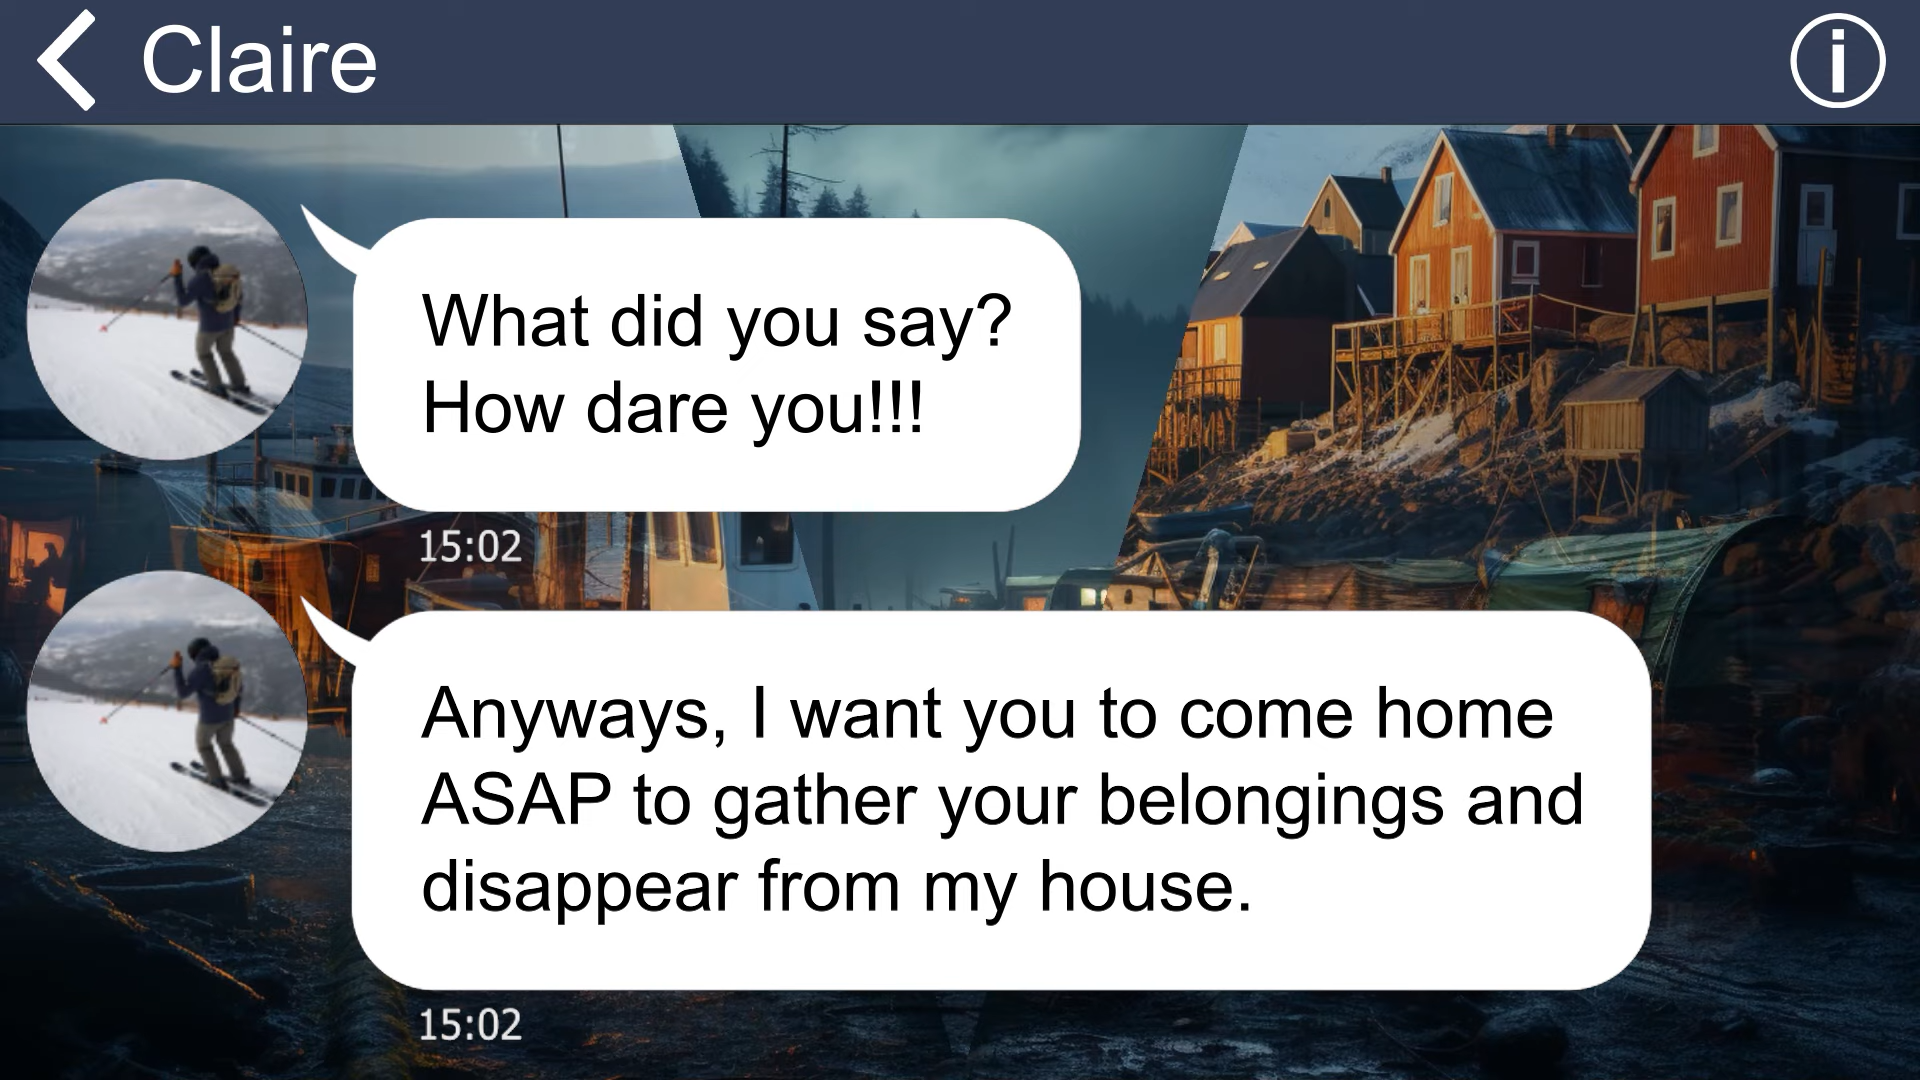 Claire
What did you say?
How dare you!!!
15:02
Anyways, I want you to come home
ASAP to gather your belongings and
disappear from my house.
15:02